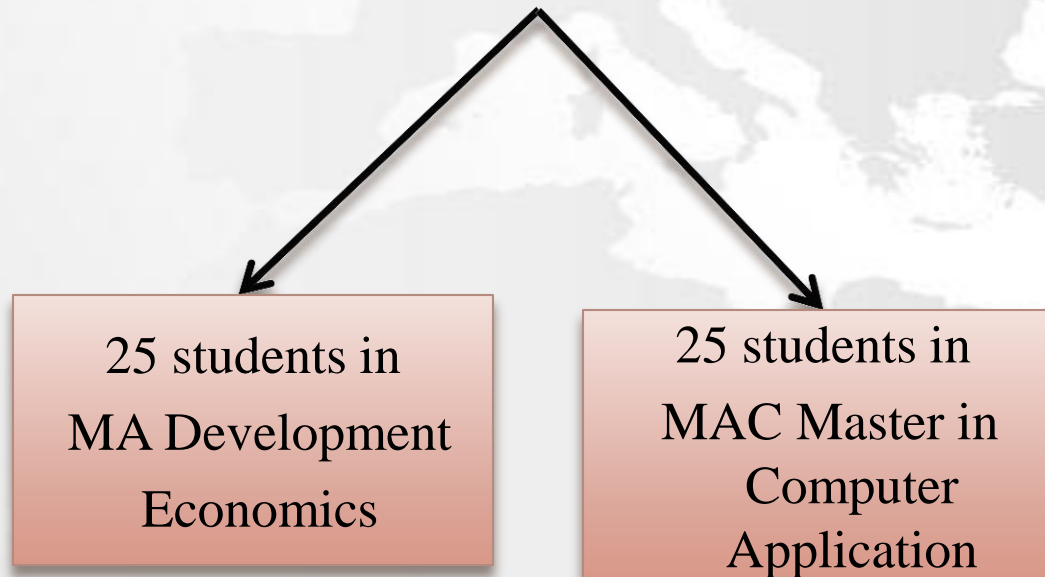 25 students in
MA Development
Economics
25 students in
MAC Master in
Computer
Application